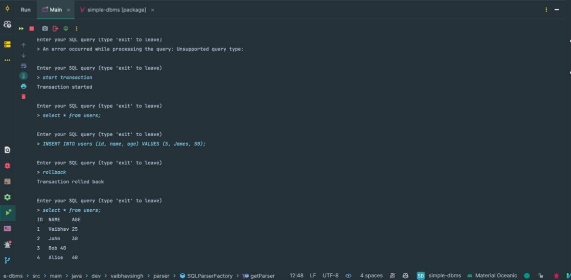 Run Main × simple-dbms [package] ×
Enter your SQL query (type 'exit' to leave)
> An error occurred while processing the query: Unsupported query type:
Enter your SQL query (type 'exit' to leave)
> start transaction
Transaction started
Enter your SQL query (type 'exit' to leave)
> select * from users;
Enter your SQL query (type 'exit' to leave)
> INSERT INTO users (id, name, age) VALUES (5, James, 50);
Enter your SQL query (type 'exit' to leave)
> rollback
Transaction rolled back
Enter your SQL query (type 'exit' to leave)
> select * from users;
ID NAME AGE
1 Vaibhav 25
2 John 30
3 Bob 40
4 Alice 40
e-dbms > src > main > java > dev > vaibhavsingh > parser > SQLParserFactory > getParser 12:48 LF UTF-8 4 spaces simple-dbms Material Oceanic